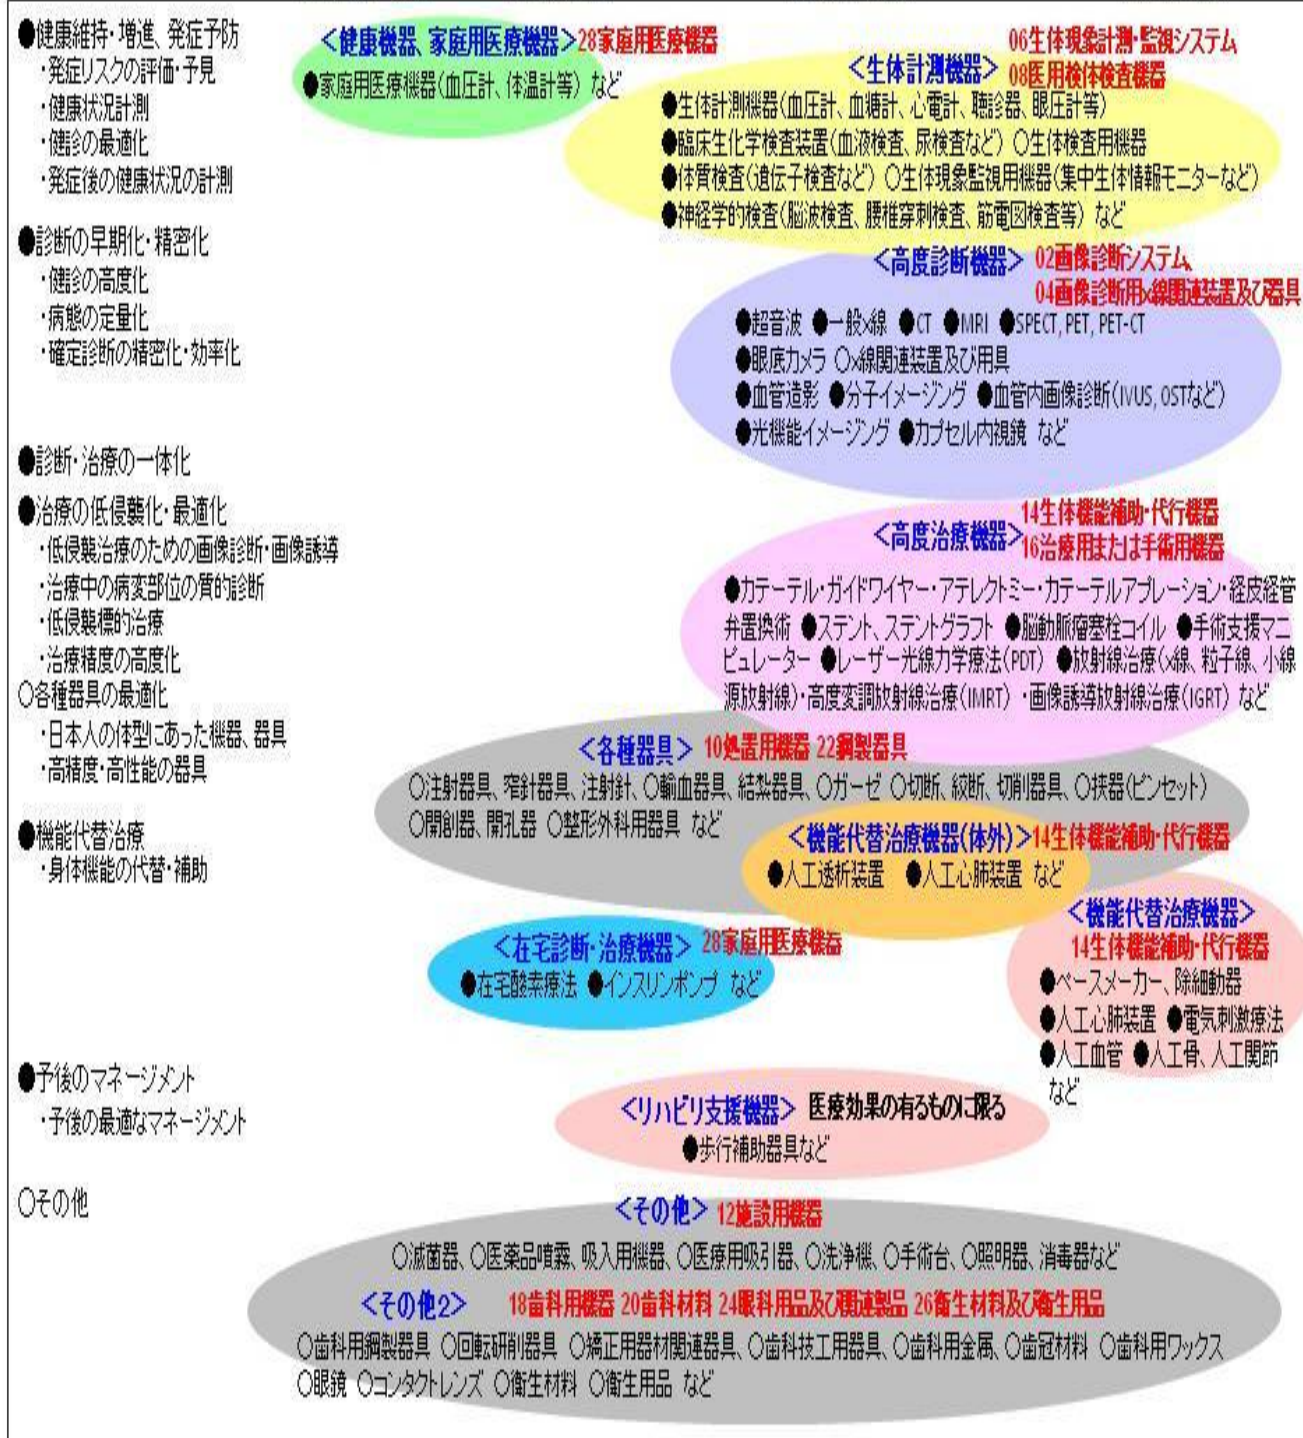 ●健康維持・増進、発症予防
・発症リスクの評価・予見
・健康状況計測
・健診の最適化
・発症後の健康状況の計測
＜健康機器、家庭用医療機器＞28家庭用医療機器
●家庭用医療機器(血圧計、体温計等) など
06生体現象計測・監視システム
＜生体計測機器＞ 08医用検体検査機器
●生体計測機器(血圧計、血糖計、心電計、聴診器、眼圧計等)
●臨床生化学検査装置(血液検査、尿検査など) ○生体検査用機器
●体質検査(遺伝子検査など) ○生体現象監視用機器(集中生体情報モニターなど)
●神経学的検査(脳波検査、腰椎穿刺検査、筋電図検査等) など
●診断の早期化・精密化
・健診の高度化
・病態の定量化
・確定診断の精密化・効率化
＜高度診断機器＞ 02画像診断システム、
04画像診断用x線関連装置及び器具
●超音波 ●一般x線 ●CT ●MRI ●SPECT, PET, PET-CT
●眼底カメラ ○x線関連装置及び用具
●血管造影 ●分子イメージング ●血管内画像診断(IVUS, OSTなど)
●光機能イメージング ●カプセル内視鏡 など
●診断・治療の一体化
●治療の低侵襲化・最適化
・低侵襲治療のための画像診断・画像誘導
・治療中の病変部位の質的診断
・低侵襲標的治療
・治療精度の高度化
14生体機能補助・代行機器
＜高度治療機器＞ 16治療用または手術用機器
●カテーテル・ガイドワイヤー・アテレクトミー・カテーテルアブレーション・経皮経管
弁置換術 ●ステント、ステントグラフト ●脳動脈瘤塞栓コイル ●手術支援マニ
ピュレーター ●レーザー光線力学療法(PDT) ●放射線治療(x線、粒子線、小線
源放射線)・高度変調放射線治療(IMRT) ・画像誘導放射線治療(IGRT) など
○各種器具の最適化
・日本人の体型にあった機器、器具
・高精度・高性能の器具
＜各種器具＞ 10処置用機器 22鋼製器具
○注射器具、穿針器具、注射針、○輸血器具、結紮器具、○ガーゼ ○切断、絞断、切削器具、○挟器(ピンセット)
○開創器、開孔器 ○整形外科用器具 など
●機能代替治療
・身体機能の代替・補助
＜機能代替治療機器(体外)＞14生体機能補助・代行機器
●人工透析装置 ●人工心肺装置 など
＜機能代替治療機器＞
14生体機能補助・代行機器
●ペースメーカー、除細動器
●人工心肺装置 ●電気刺激療法
●人工血管 ●人工骨、人工関節
など
＜在宅診断・治療機器＞ 28家庭用医療機器
●在宅酸素療法 ●インスリンポンプ など
●予後のマネージメント
・予後の最適なマネージメント
＜リハビリ支援機器＞ 医療効果の有るものに限る
●歩行補助器具など
○その他
＜その他＞ 12施設用機器
○滅菌器、○医薬品噴霧、吸入用機器、○医療用吸引器、○洗浄機、○手術台、○照明器、消毒器など
＜その他2＞ 18歯科用機器 20歯科材料 24眼科用品及び関連製品 26衛生材料及び衛生用品
○歯科用鋼製器具 ○回転研削器具 ○矯正用器材関連器具、○歯科技工用器具、○歯科用金属、○歯冠材料 ○歯科用ワックス
○眼鏡 ○コンタクトレンズ ○衛生材料 ○衛生用品 など